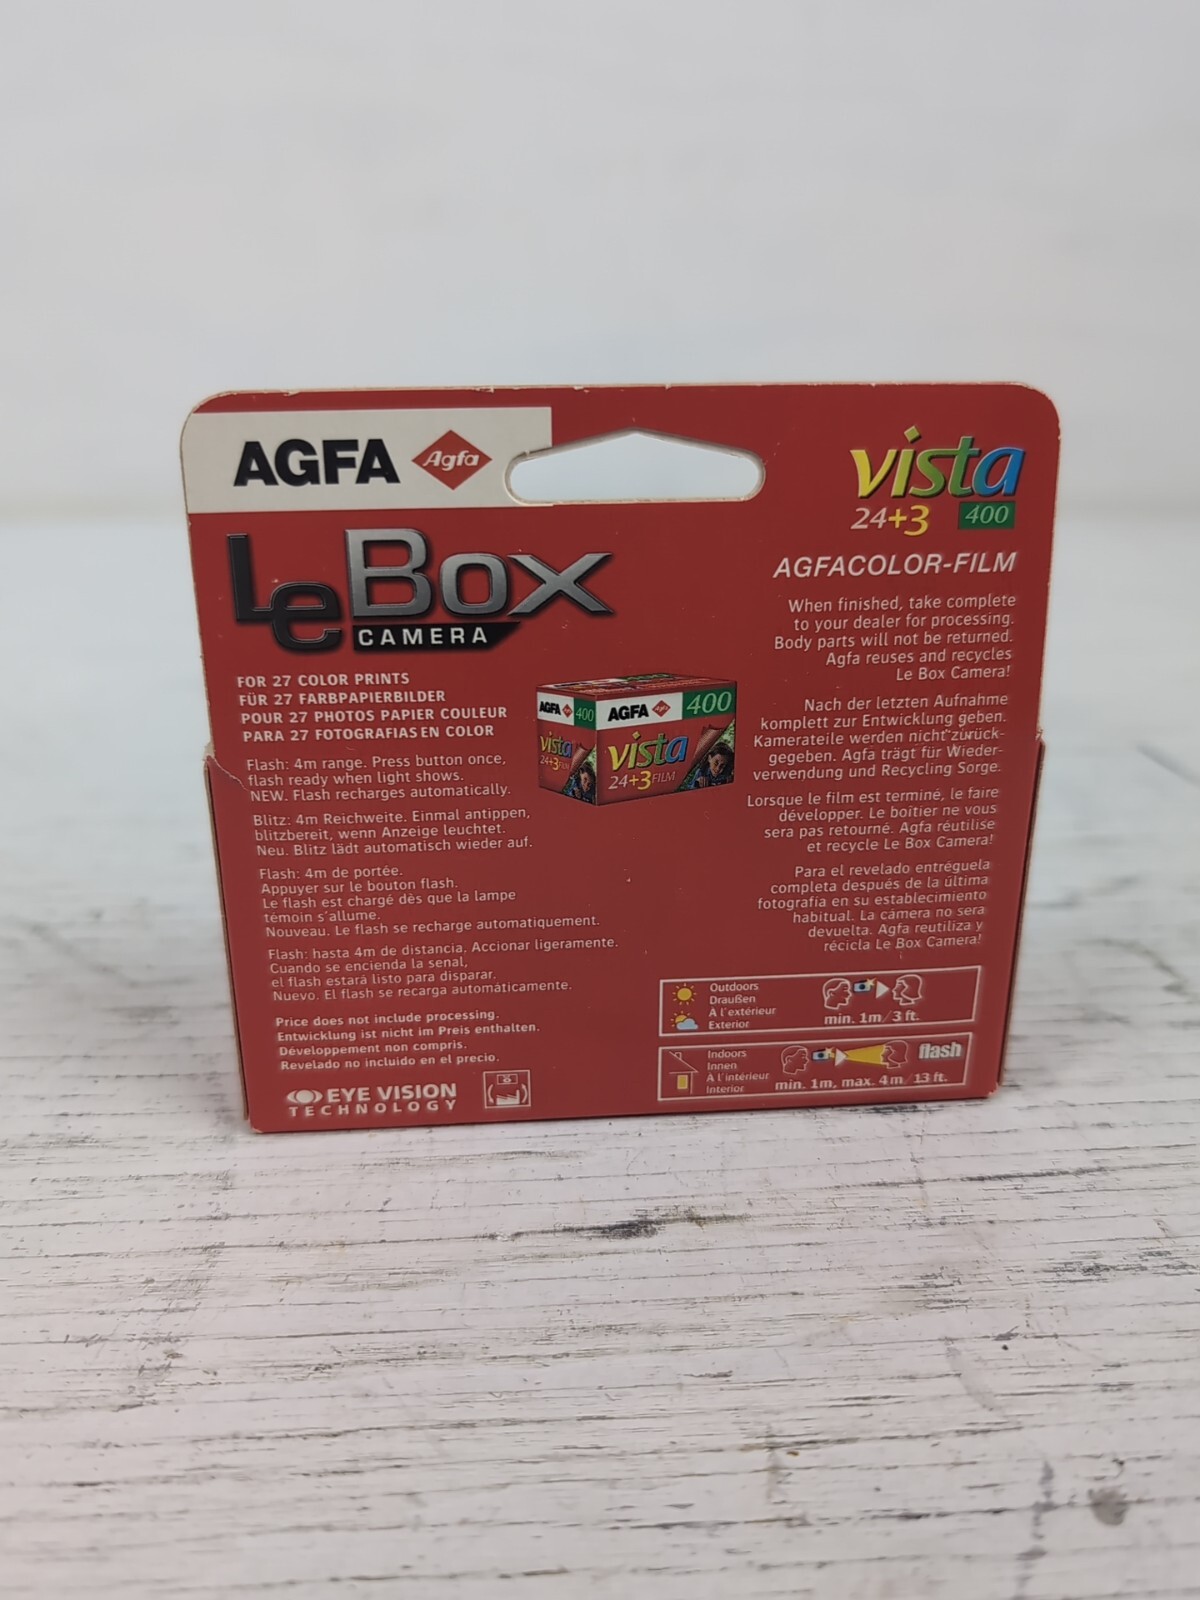 AGFA Agfa
LeBox
CAMERA
FOR 27 COLOR PRINTS
FÜR 27 FARBPAPIERBILDER
POUR 27 PHOTOS PAPIER COULEUR
PARA 27 FOTOGRAFIAS EN COLOR
Flash: 4m range. Press button once,
flash ready when light shows.
NEW. Flash recharges automatically.
Blitz: 4m Reichweite. Einmal antippen,
blitzbereit, wenn Anzeige leuchtet.
Neu. Blitz lädt automatisch wieder auf.
Flash: 4m de portée.
Appuyer sur le bouton flash.
Le flash est chargé dès que la lampe
témoin s'allume.
Nouveau. Le flash se recharge automatiquement.
Flash: hasta 4m de distancia. Accionar ligeramente.
Cuando se encienda la senal,
el flash estará listo para disparar.
Nuevo. El flash se recarga automáticamente.
Price does not include processing.
Entwicklung ist nicht im Preis enthalten.
Développement non compris.
Revelado no incluido en el precio.
EYE VISION
TECHNOLOGY
AGFA 400
vista
24+3 FILM
AGFA Agfa 400
vista
24+3 FILM
vista
24+3 400
AGFACOLOR-FILM
When finished, take complete
to your dealer for processing.
Body parts will not be returned.
Agfa reuses and recycles
Le Box Camera!
Nach der letzten Aufnahme
komplett zur Entwicklung geben.
Kamerateile werden nicht zurück-
gegeben. Agfa trägt für Wieder-
verwendung und Recycling Sorge.
Lorsque le film est terminé, le faire
développer. Le boîtier ne vous
sera pas retourné. Agfa réutilise
et recycle Le Box Camera!
Para el revelado entréguela
completa después de la última
fotografía en su establecimiento
habitual. La cámara no sera
devuelta. Agfa reutiliza y
récicla Le Box Camera!
Outdoors
Draußen
À l'extérieur
Exterior
min. 1m/3 ft.
Indoors
Innen
À l'intérieur
Interior
flash
min. 1m, max. 4m/13 ft.